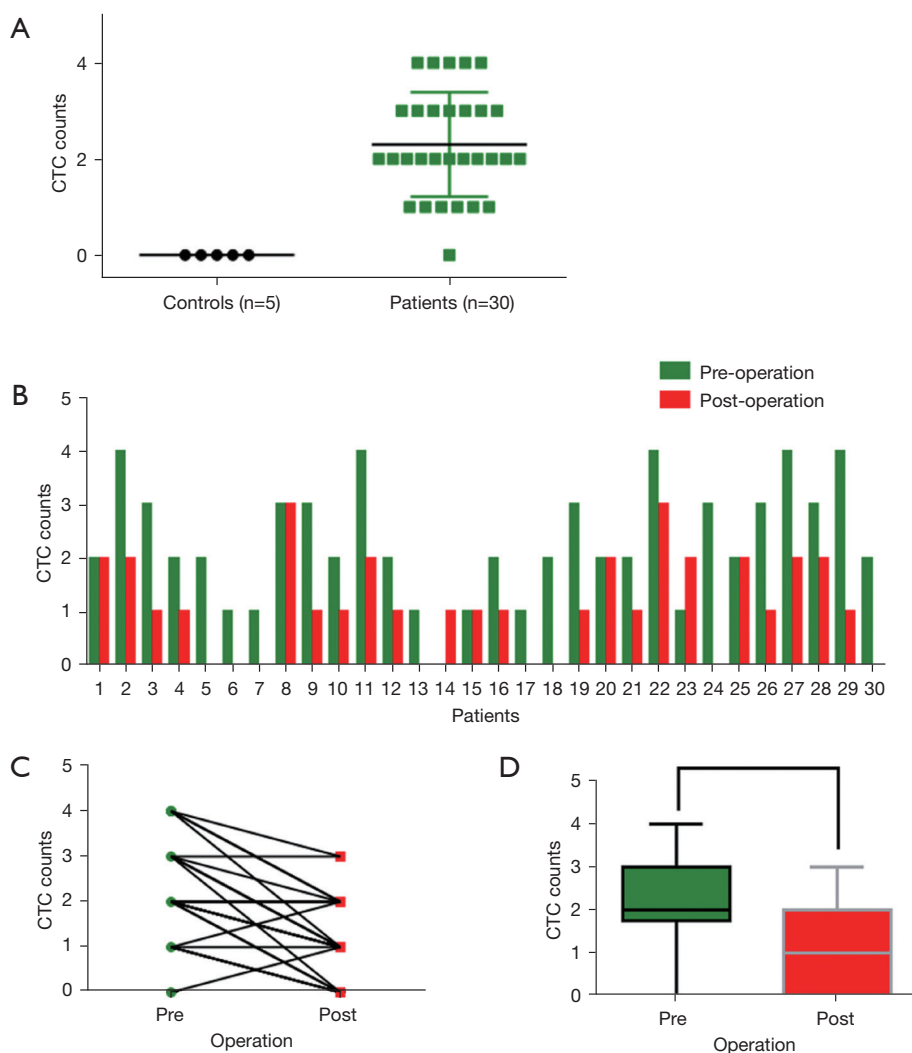 A
CTC counts
4
2
0
Controls (n=5) Patients (n=30)
B
Pre-operation
Post-operation
CTC counts
5
4
3
2
1
0
1 2 3 4 5 6 7 8 9 10 11 12 13 14 15 16 17 18 19 20 21 22 23 24 25 26 27 28 29 30
Patients
C
CTC counts
5
4
3
2
1
0
Pre Post
Operation
D
CTC counts
5
4
3
2
1
0
Pre Post
Operation